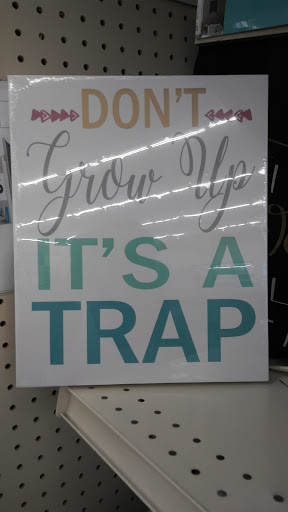 DON'T
Grow Up
IT'S A
TRAP